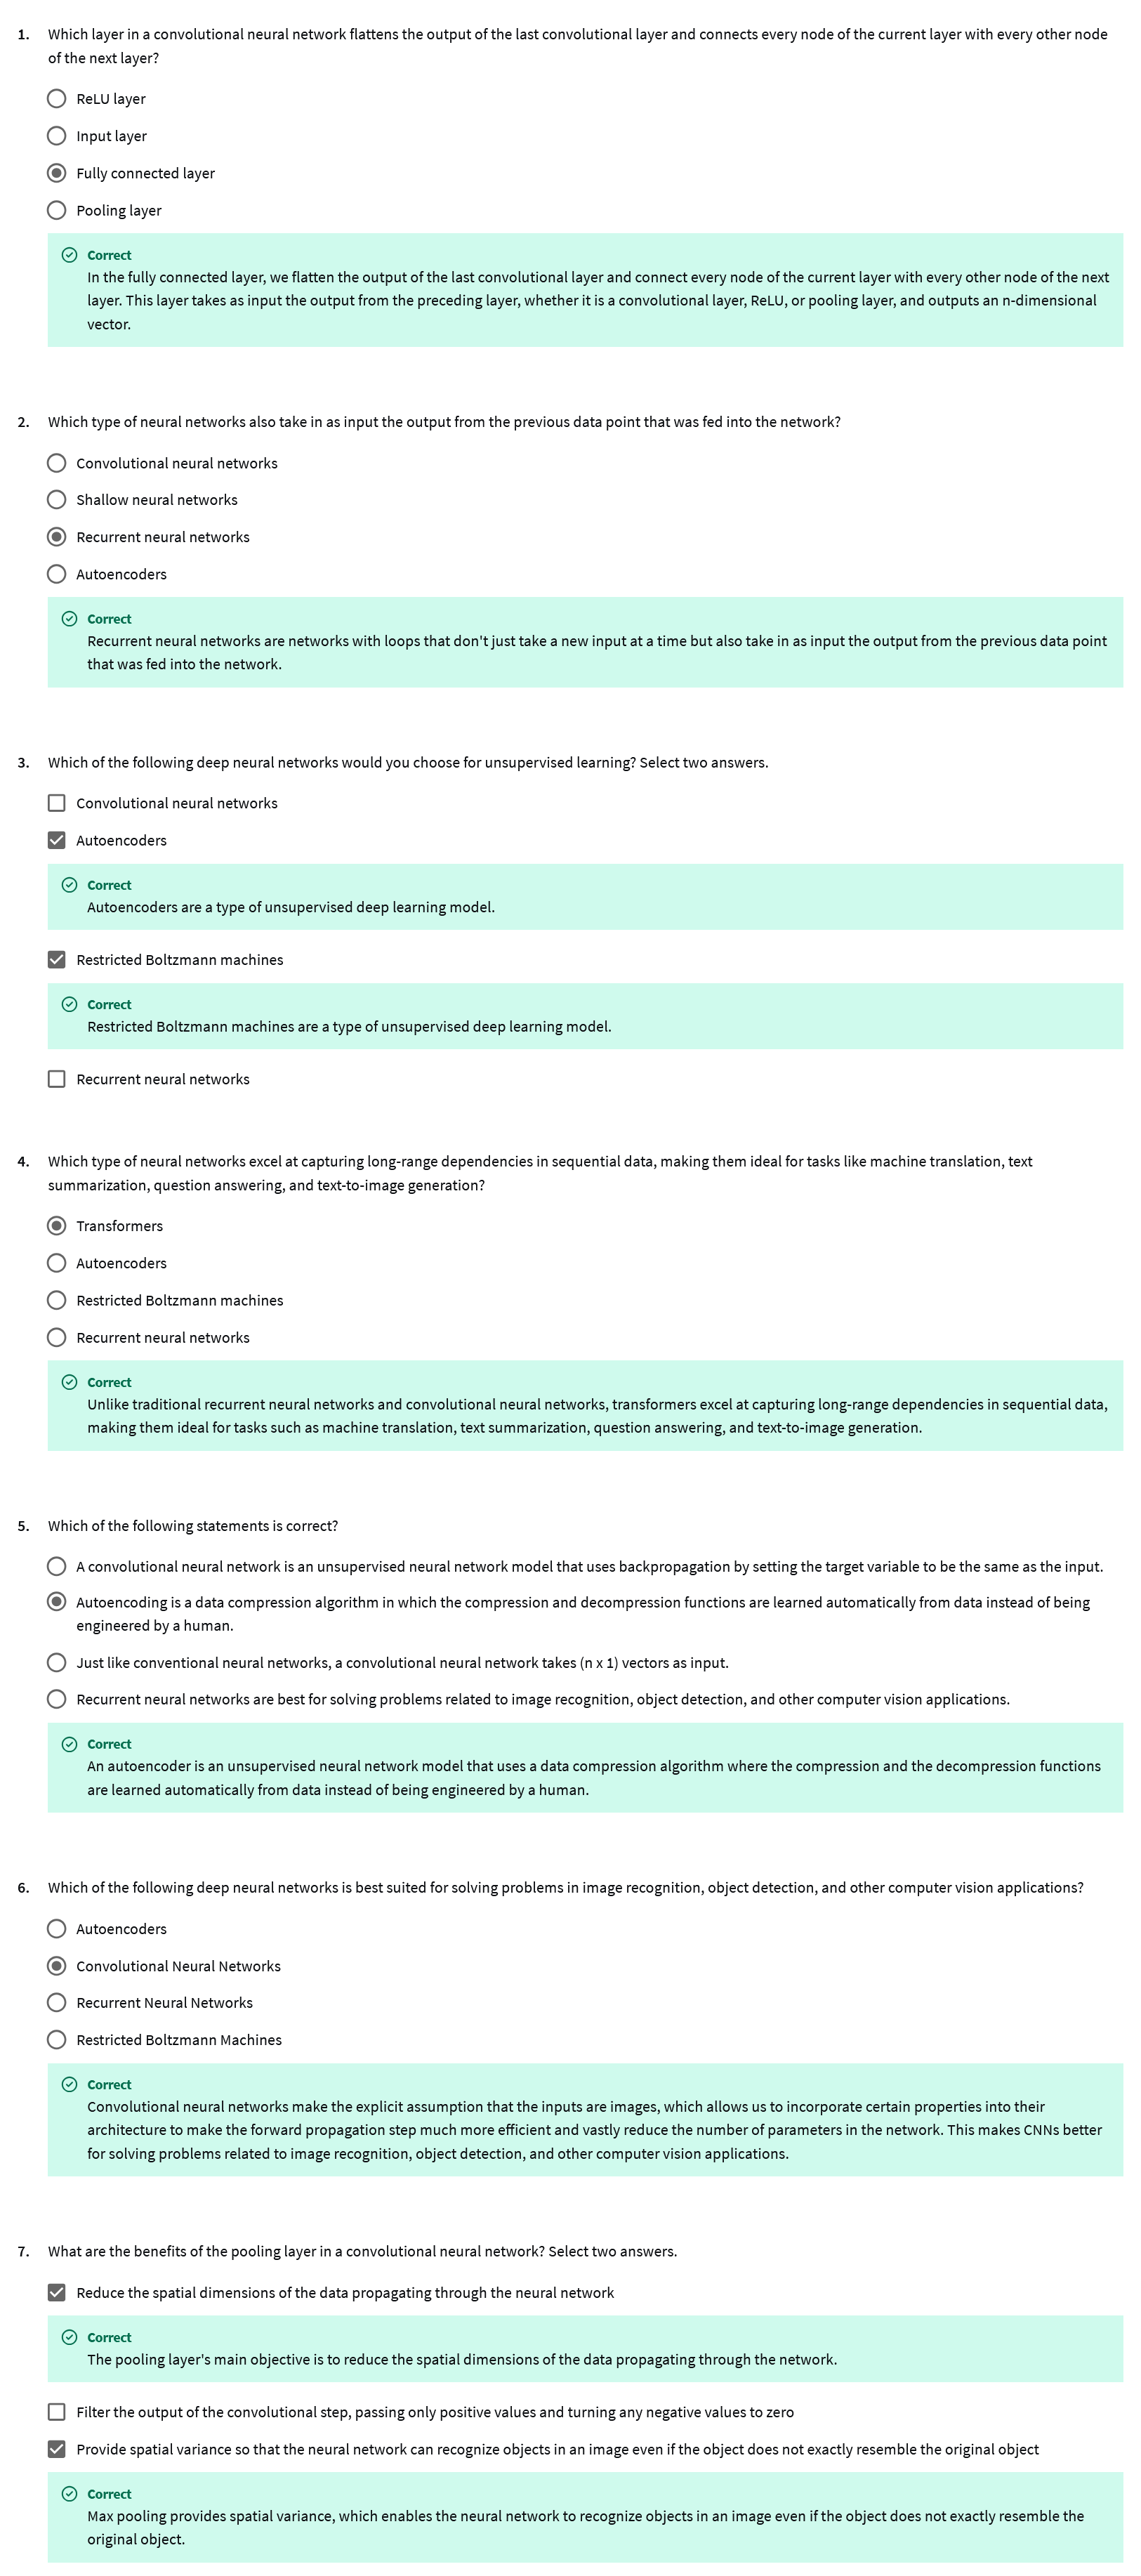 1. Which layer in a convolutional neural network flattens the output of the last convolutional layer and connects every node of the current layer with every other node
of the next layer?
ReLU layer
Input layer
Fully connected layer
Pooling layer
Correct
In the fully connected layer, we flatten the output of the last convolutional layer and connect every node of the current layer with every other node of the next
layer. This layer takes as input the output from the preceding layer, whether it is a convolutional layer, ReLU, or pooling layer, and outputs an n-dimensional
vector.
2. Which type of neural networks also take in as input the output from the previous data point that was fed into the network?
Convolutional neural networks
Shallow neural networks
Recurrent neural networks
Autoencoders
Correct
Recurrent neural networks are networks with loops that don't just take a new input at a time but also take in as input the output from the previous data point
that was fed into the network.
3. Which of the following deep neural networks would you choose for unsupervised learning? Select two answers.
Convolutional neural networks
Autoencoders
Correct
Autoencoders are a type of unsupervised deep learning model.
Restricted Boltzmann machines
Correct
Restricted Boltzmann machines are a type of unsupervised deep learning model.
Recurrent neural networks
4. Which type of neural networks excel at capturing long-range dependencies in sequential data, making them ideal for tasks like machine translation, text
summarization, question answering, and text-to-image generation?
Transformers
Autoencoders
Restricted Boltzmann machines
Recurrent neural networks
Correct
Unlike traditional recurrent neural networks and convolutional neural networks, transformers excel at capturing long-range dependencies in sequential data,
making them ideal for tasks such as machine translation, text summarization, question answering, and text-to-image generation.
5. Which of the following statements is correct?
A convolutional neural network is an unsupervised neural network model that uses backpropagation by setting the target variable to be the same as the input.
Autoencoding is a data compression algorithm in which the compression and decompression functions are learned automatically from data instead of being
engineered by a human.
Just like conventional neural networks, a convolutional neural network takes (n x 1) vectors as input.
Recurrent neural networks are best for solving problems related to image recognition, object detection, and other computer vision applications.
Correct
An autoencoder is an unsupervised neural network model that uses a data compression algorithm where the compression and the decompression functions
are learned automatically from data instead of being engineered by a human.
6. Which of the following deep neural networks is best suited for solving problems in image recognition, object detection, and other computer vision applications?
Autoencoders
Convolutional Neural Networks
Recurrent Neural Networks
Restricted Boltzmann Machines
Correct
Convolutional neural networks make the explicit assumption that the inputs are images, which allows us to incorporate certain properties into their
architecture to make the forward propagation step much more efficient and vastly reduce the number of parameters in the network. This makes CNNs better
for solving problems related to image recognition, object detection, and other computer vision applications.
7. What are the benefits of the pooling layer in a convolutional neural network? Select two answers.
Reduce the spatial dimensions of the data propagating through the neural network
Correct
The pooling layer's main objective is to reduce the spatial dimensions of the data propagating through the network.
Filter the output of the convolutional step, passing only positive values and turning any negative values to zero
Provide spatial variance so that the neural network can recognize objects in an image even if the object does not exactly resemble the original object
Correct
Max pooling provides spatial variance, which enables the neural network to recognize objects in an image even if the object does not exactly resemble the
original object.